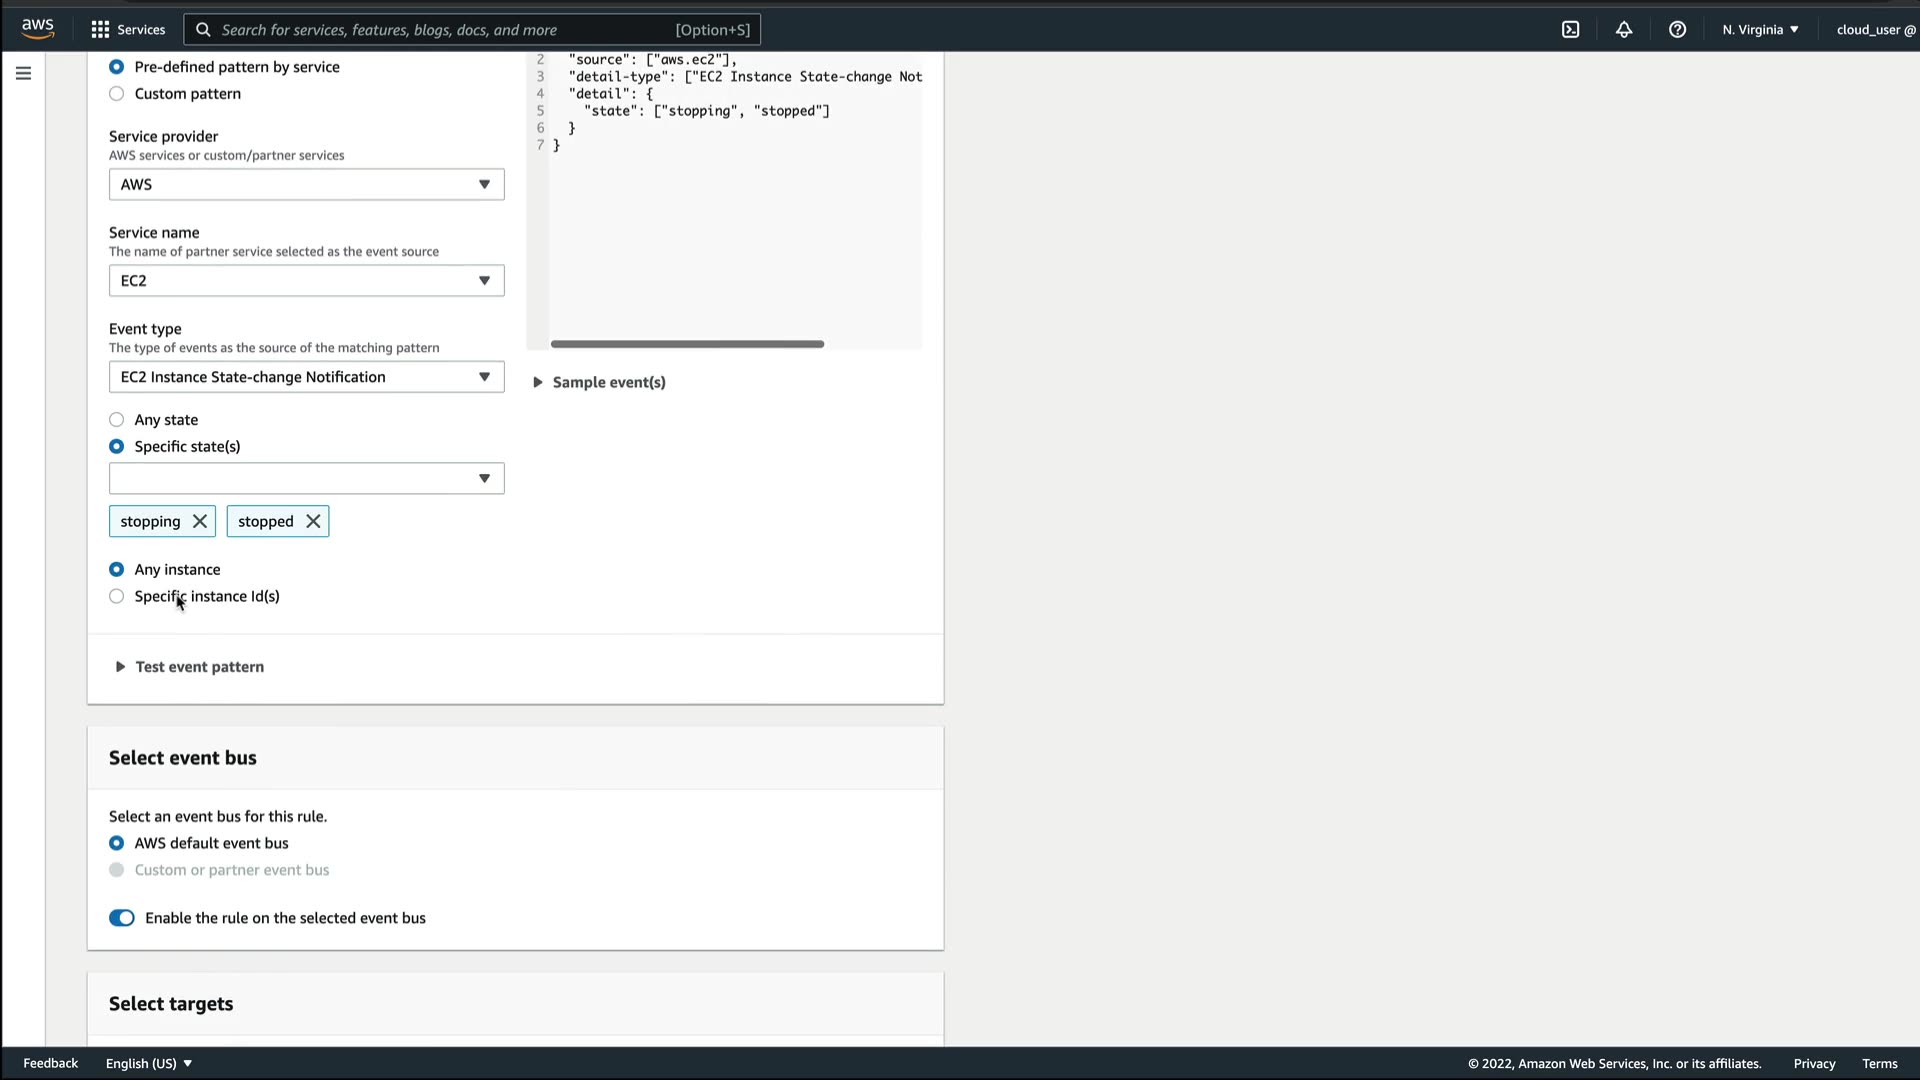 aws
Services
Search for services, features, blogs, docs, and more
[Option+S]
N. Virginia
cloud_user @
Pre-defined pattern by service
Custom pattern
Service provider
AWS services or custom/partner services
AWS
Service name
The name of partner service selected as the event source
EC2
Event type
The type of events as the source of the matching pattern
EC2 Instance State-change Notification
Any state
Specific state(s)
stopping
stopped
Any instance
Specific instance Id(s)
2 "source": ["aws.ec2"],
3 "detail-type": ["EC2 Instance State-change Not
4 "detail": {
5 "state": ["stopping", "stopped"]
6 }
7 }
Sample event(s)
Test event pattern
Select event bus
Select an event bus for this rule.
AWS default event bus
Custom or partner event bus
Enable the rule on the selected event bus
Select targets
Feedback
English (US)
© 2022, Amazon Web Services, Inc. or its affiliates.
Privacy
Terms